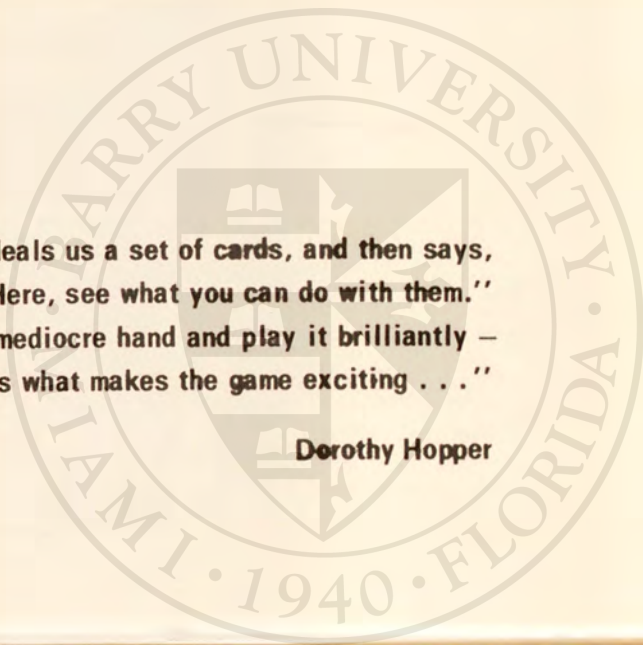 eals us a set of cards, and then says,
ere, see what you can do with them.''
mediocre hand and play it brilliantly —
s what makes the game exciting . . .''
Dorothy Hopper
BARRY UNIVERSITY
MIAMI · 1940 · FLORIDA